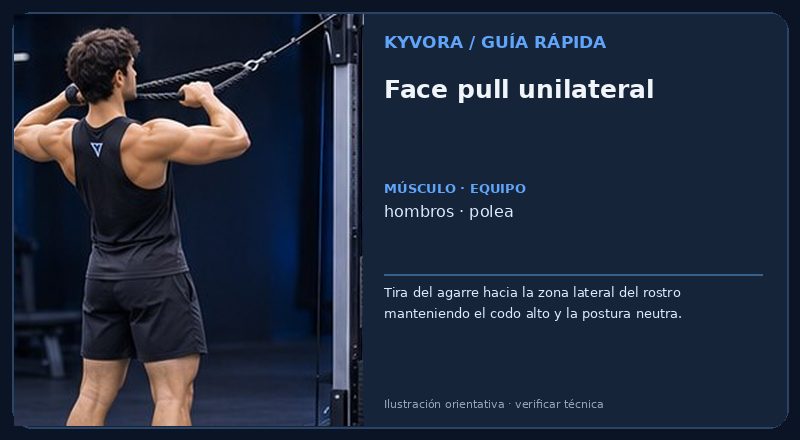 KYVORA / GUÍA RÁPIDA
Face pull unilateral
MÚSCULO · EQUIPO
hombros · polea
Tira del agarre hacia la zona lateral del rostro
manteniendo el codo alto y la postura neutra.
Ilustración orientativa · verificar técnica